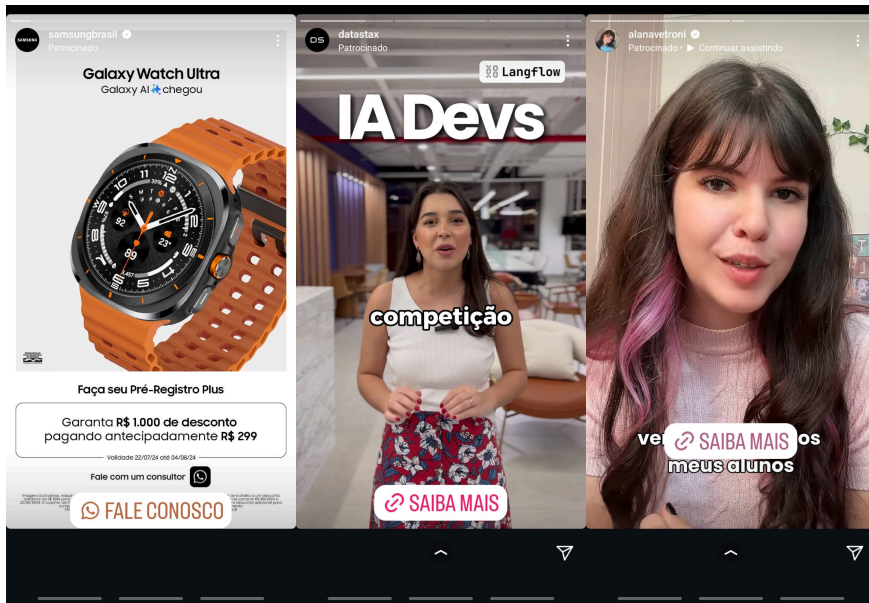 SAMSUNG
samsungbrasil
Patrocinado
Galaxy Watch Ultra
Galaxy AI chegou
Faça seu Pré-Registro Plus
Garanta R$ 1.000 de desconto
pagando antecipadamente R$ 299
Validade 22/07/24 até 04/08/24
Fale com um consultor
FALE CONOSCO
DS
datastax
Patrocinado
Langflow
IA Devs
competição
SAIBA MAIS
alanavetroni
Patrocinado • Continuar assistindo
SAIBA MAIS
os
meus alunos